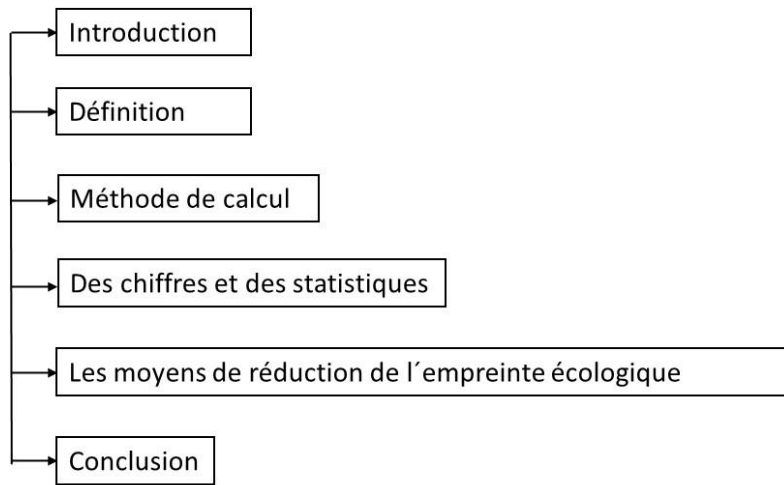 Introduction
Définition
Méthode de calcul
Des chiffres et des statistiques
Les moyens de réduction de l´empreinte écologique
Conclusion